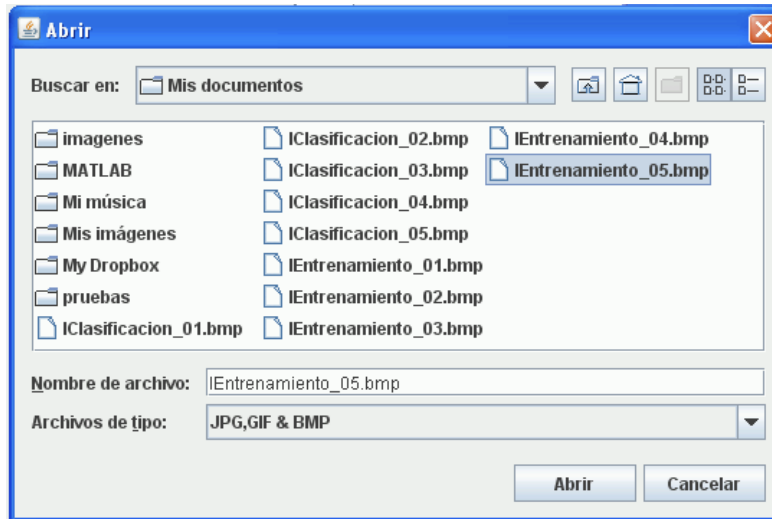 Abrir
Buscar en: Mis documentos
imagenes
MATLAB
Mi música
Mis imágenes
My Dropbox
pruebas
IClasificacion_01.bmp
IClasificacion_02.bmp
IClasificacion_03.bmp
IClasificacion_04.bmp
IClasificacion_05.bmp
IEntrenamiento_01.bmp
IEntrenamiento_02.bmp
IEntrenamiento_03.bmp
IEntrenamiento_04.bmp
IEntrenamiento_05.bmp
Nombre de archivo: IEntrenamiento_05.bmp
Archivos de tipo: JPG,GIF & BMP
Abrir Cancelar